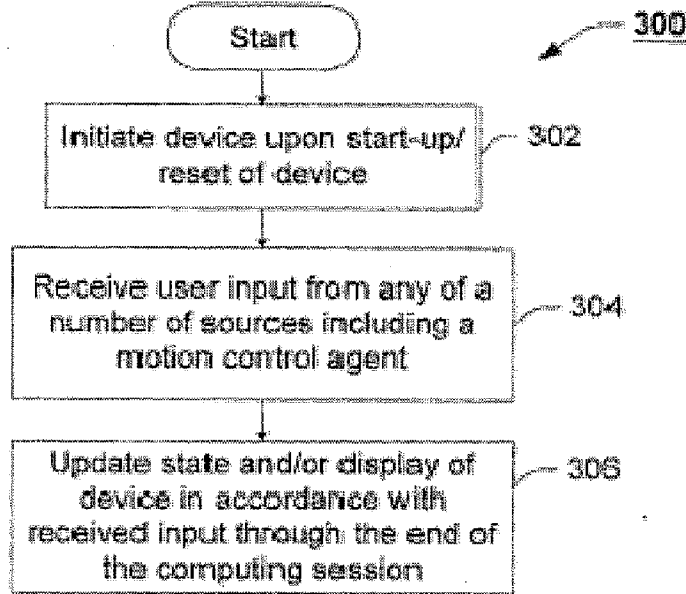 Start
300
Initiate device upon start-up/
reset of device
302
Receive user input from any of a
number of sources including a
motion control agent
304
Update state and/or display of
device in accordance with
received input through the end of
the computing session
306